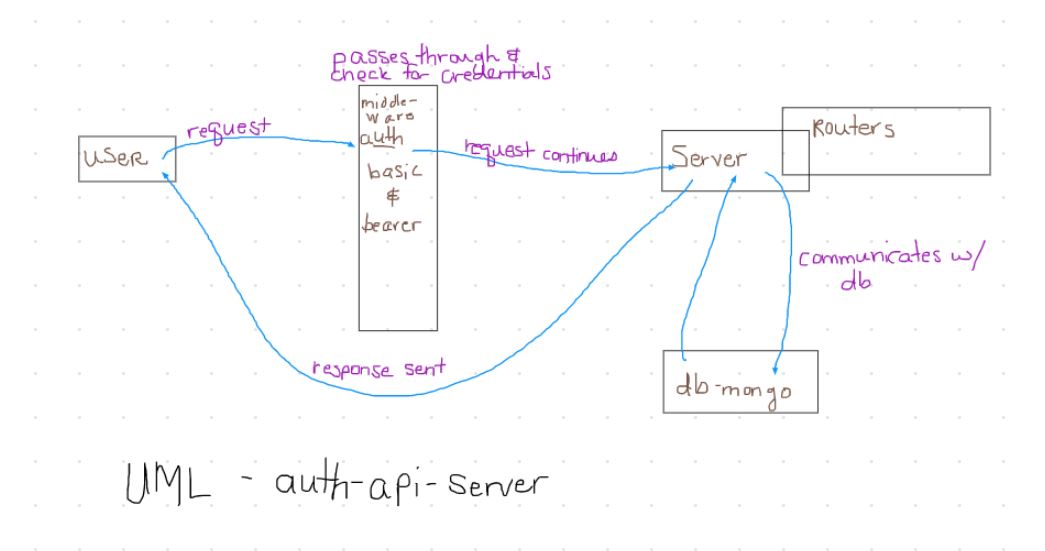 passes through &
check for credentials
middle-
ware
auth
basic
&
bearer
request
user
request continues
Server
Routers
communicates w/
db
response sent
db-mongo
UML - auth-api-server